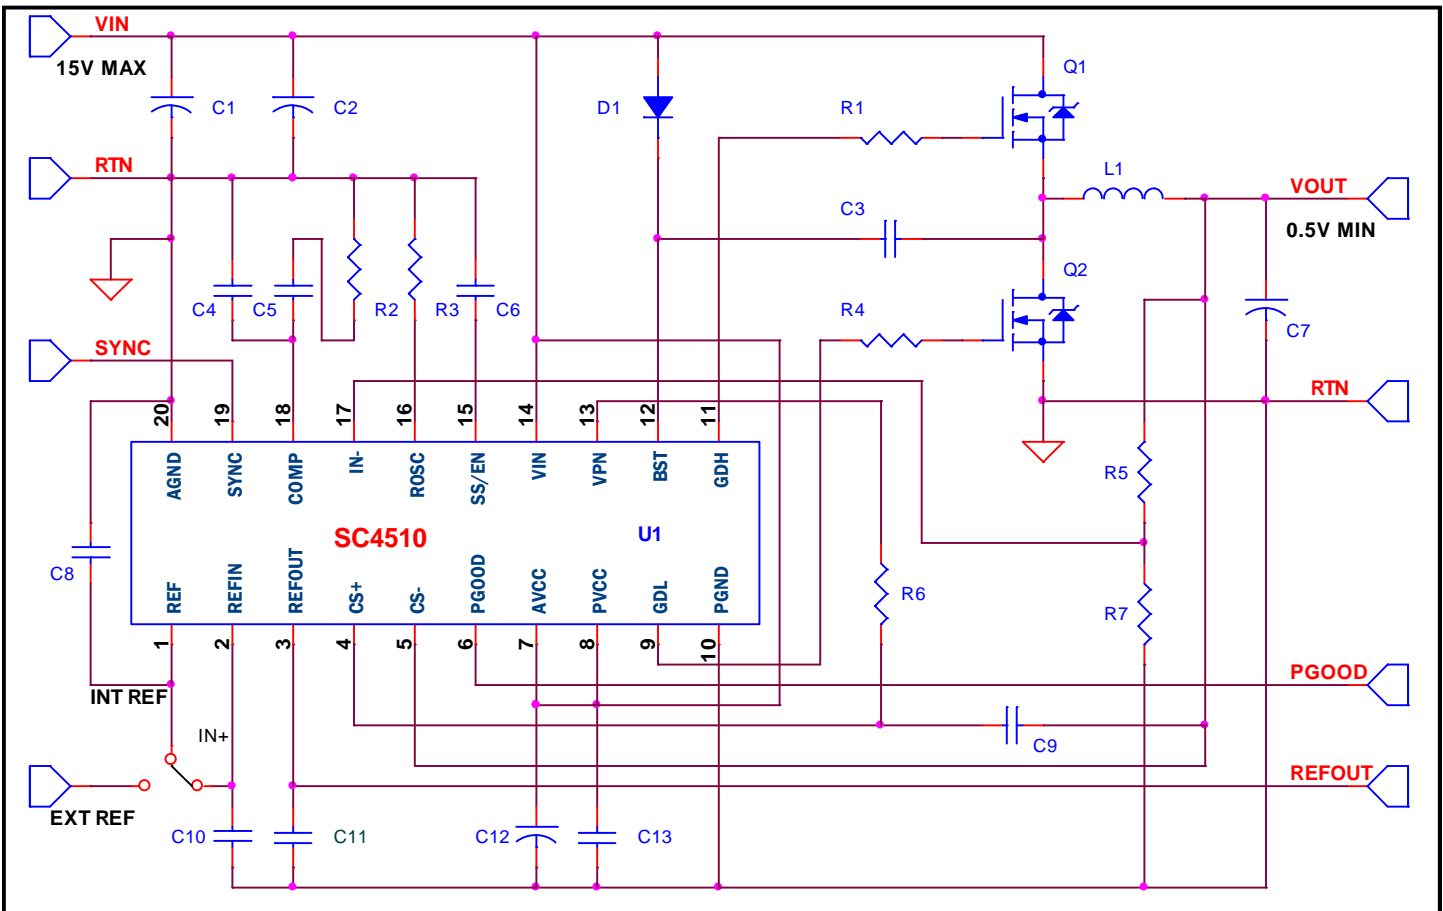 VIN
15V MAX
C1
C2
D1
R1
Q1
RTN
L1
VOUT
0.5V MIN
C3
Q2
C4
C5
R2
R3
C6
R4
C7
SYNC
RTN
20
19
18
17
16
15
14
13
12
11
AGND
SYNC
COMP
IN-
ROSC
SS/EN
VIN
VPN
BST
GDH
SC4510
U1
R5
C8
REF
REFIN
REFOUT
CS+
CS-
PGOOD
AVCC
PVCC
GDL
PGND
R6
R7
1
2
3
4
5
6
7
8
9
10
INT REF
PGOOD
IN+
C9
REFOUT
EXT REF
C10
C11
C12
C13